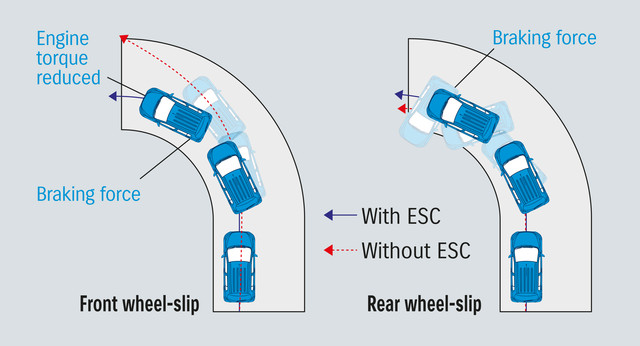 Engine
torque
reduced
Braking force
Front wheel-slip
Braking force
With ESC
Without ESC
Rear wheel-slip